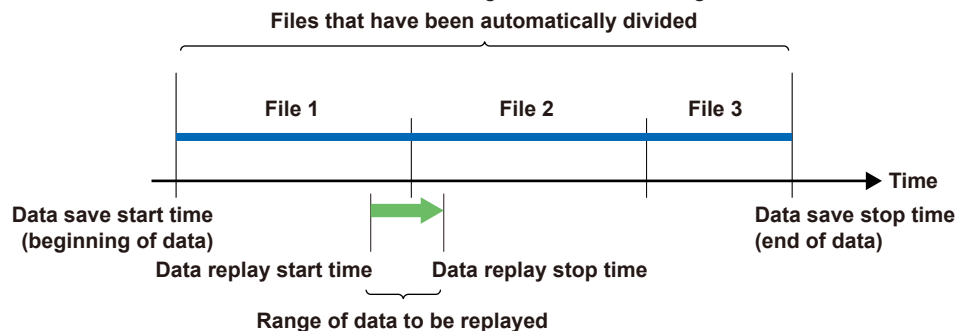 Files that have been automatically divided
File 1 File 2 File 3
Time
Data save start time
(beginning of data)
Data save stop time
(end of data)
Data replay start time Data replay stop time
Range of data to be replayed